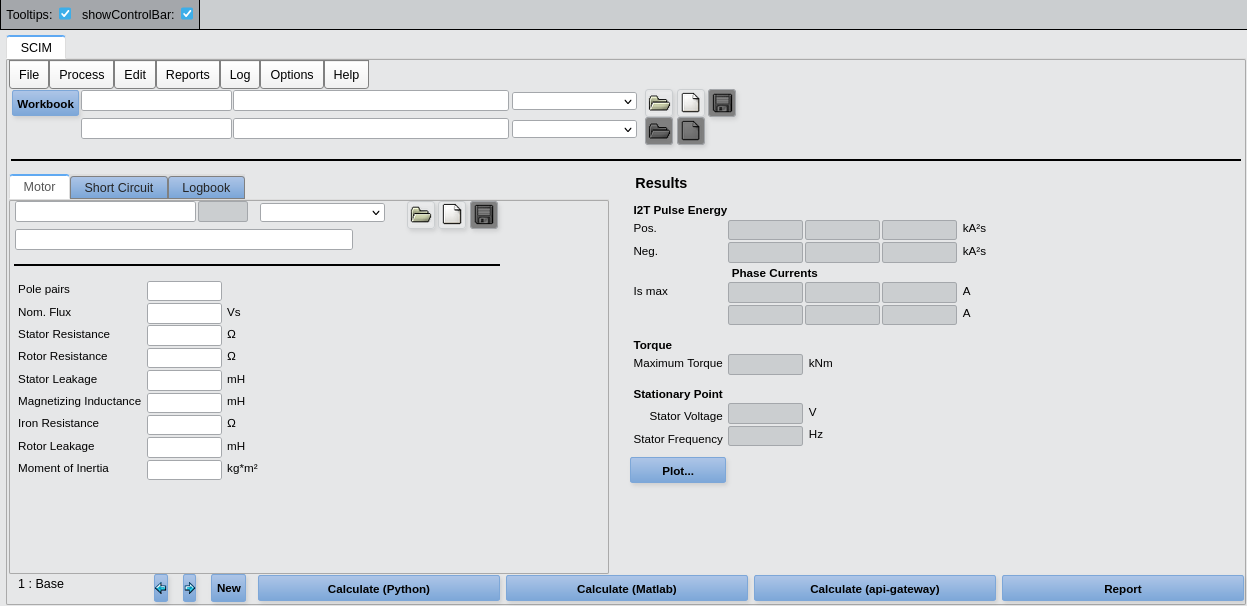 Tooltips: showControlBar:
SCIM
File Process Edit Reports Log Options Help
Workbook
Motor Short Circuit Logbook
Pole pairs
Nom. Flux Vs
Stator Resistance Ω
Rotor Resistance Ω
Stator Leakage mH
Magnetizing Inductance mH
Iron Resistance Ω
Rotor Leakage mH
Moment of Inertia kg*m²
Results
I2T Pulse Energy
Pos. kA²s
Neg. kA²s
Phase Currents
Is max A
A
Torque
Maximum Torque kNm
Stationary Point
Stator Voltage V
Stator Frequency Hz
Plot...
1 : Base New Calculate (Python) Calculate (Matlab) Calculate (api-gateway) Report